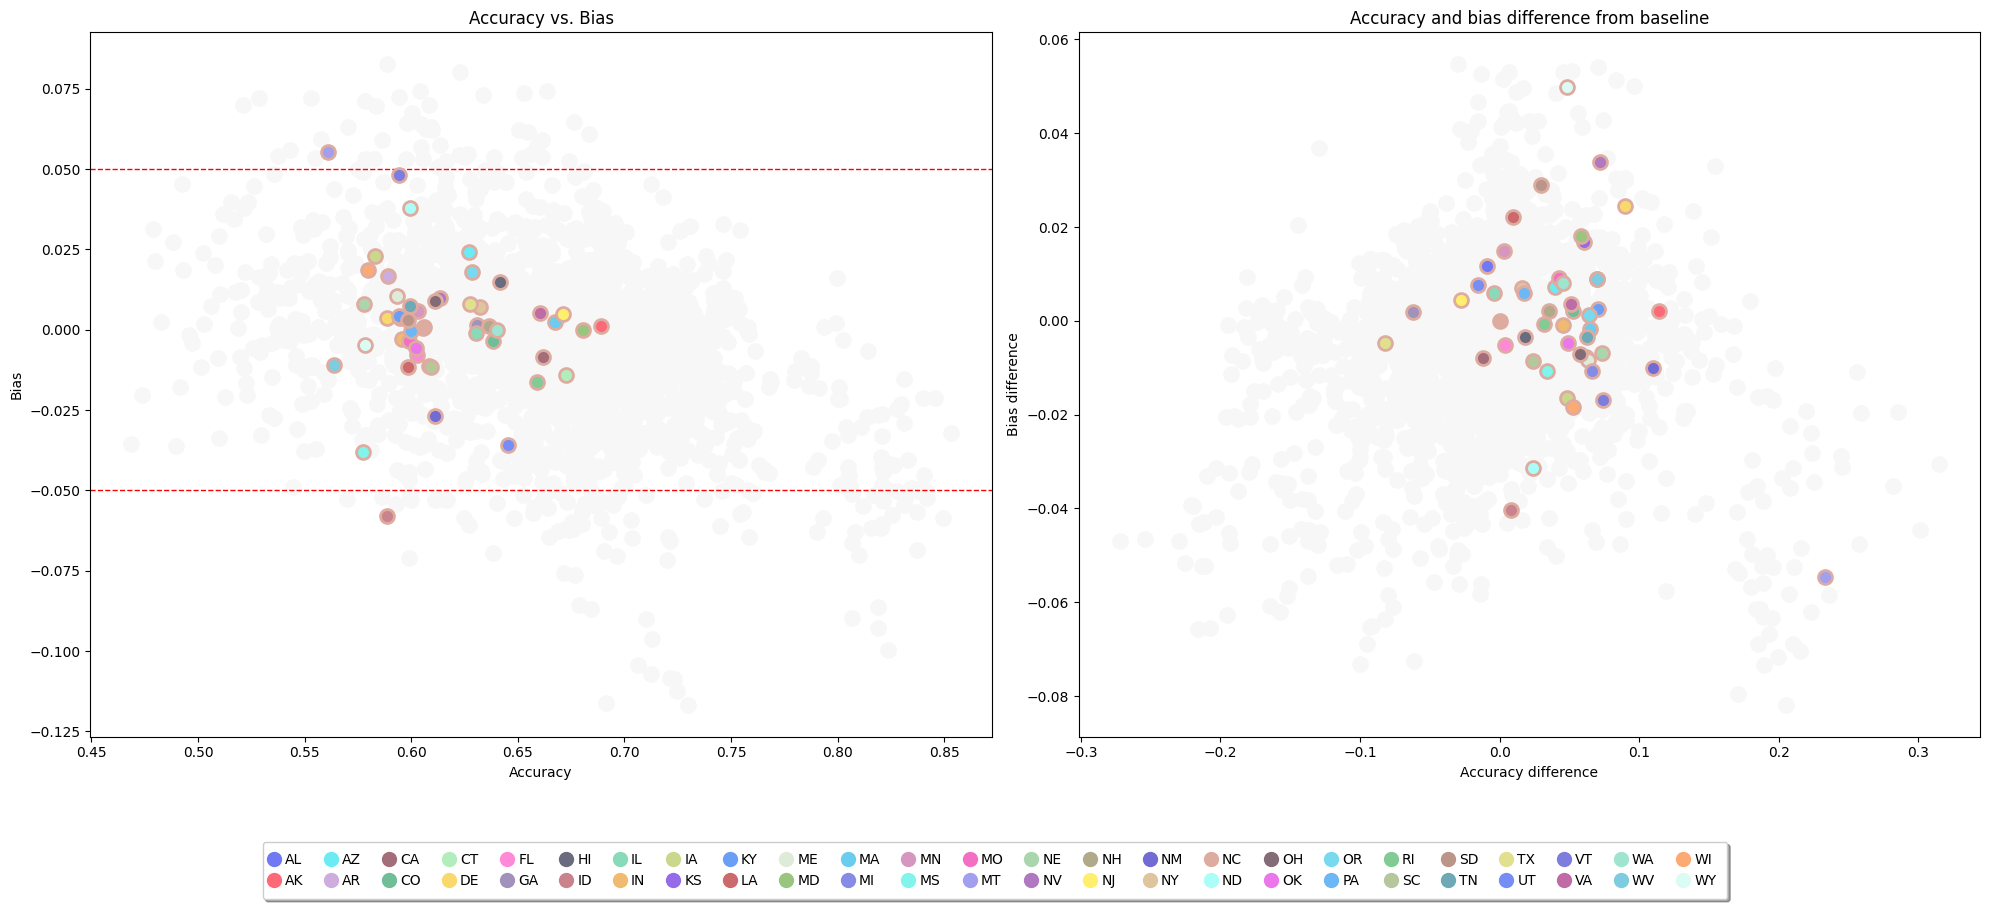 Accuracy vs. Bias
Accuracy and bias difference from baseline
0.075
0.050
0.025
0.000
−0.025
−0.050
−0.075
−0.100
−0.125
Bias
0.45 0.50 0.55 0.60 0.65 0.70 0.75 0.80 0.85
Accuracy
0.06
0.04
0.02
0.00
−0.02
−0.04
−0.06
−0.08
Bias difference
−0.3 −0.2 −0.1 0.0 0.1 0.2 0.3
Accuracy difference
AL AZ CA CT FL HI IL IA KY ME MA MN MO NE NH NM NC OH OR RI SD TX VT WA WI
AK AR CO DE GA ID IN KS LA MD MI MS MT NV NJ NY ND OK PA SC TN UT VA WV WY